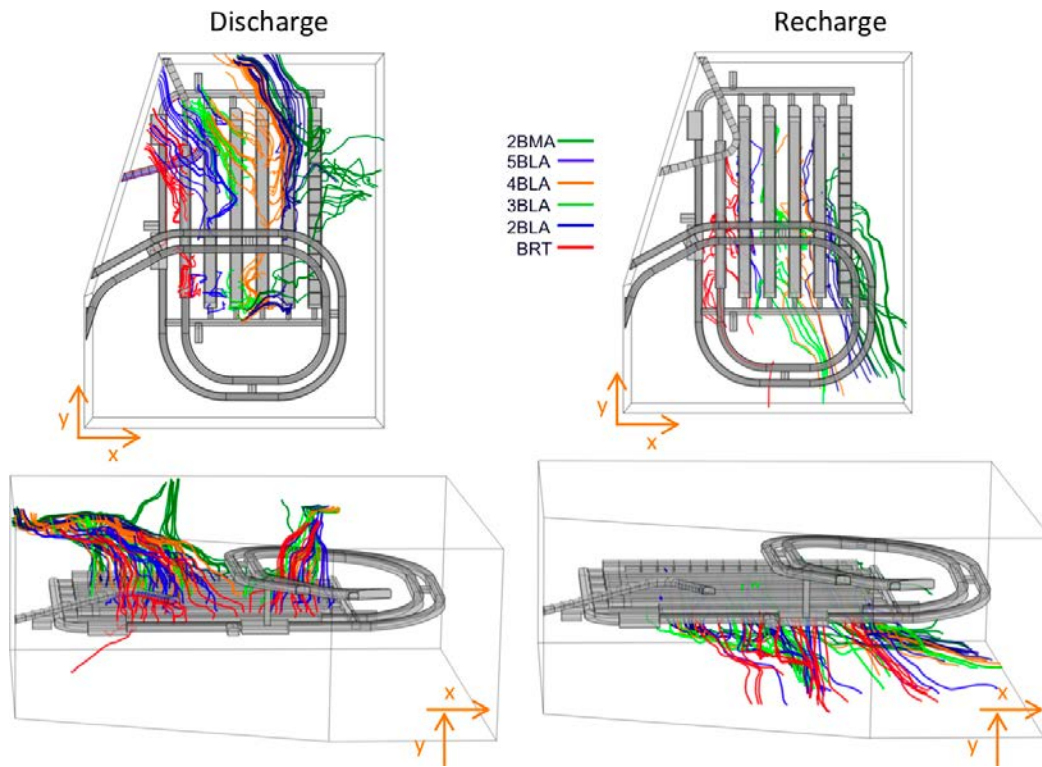 Discharge
Recharge
2BMA
5BLA
4BLA
3BLA
2BLA
BRT
y
x
y
x
x
y
x
y